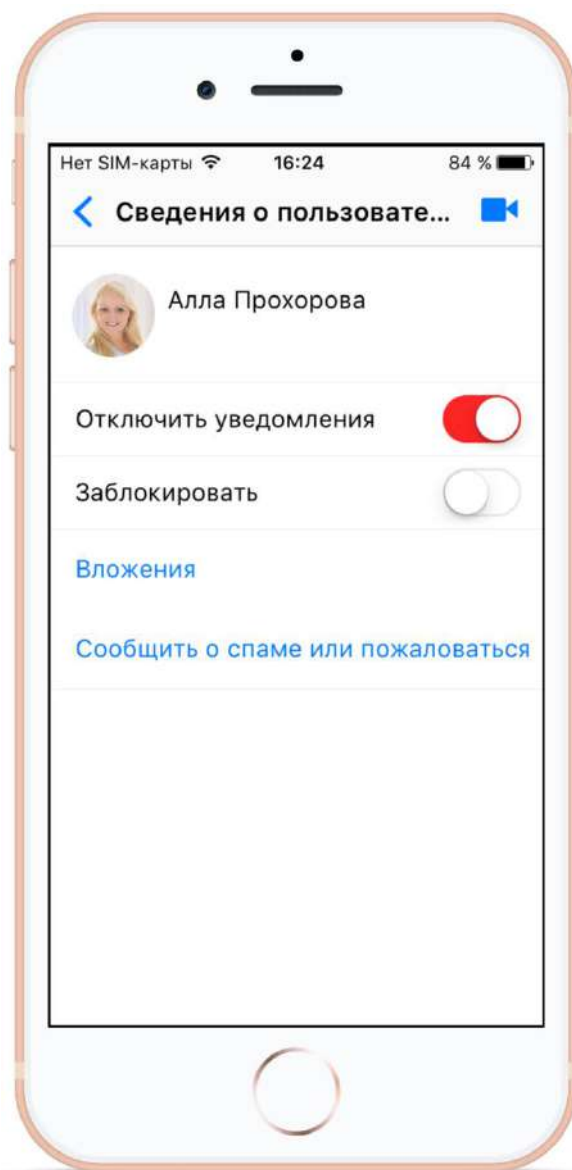 Нет SIM-карты 16:24 84 %
Сведения о пользовате...
Алла Прохорова
Отключить уведомления
Заблокировать
Вложения
Сообщить о спаме или пожаловаться